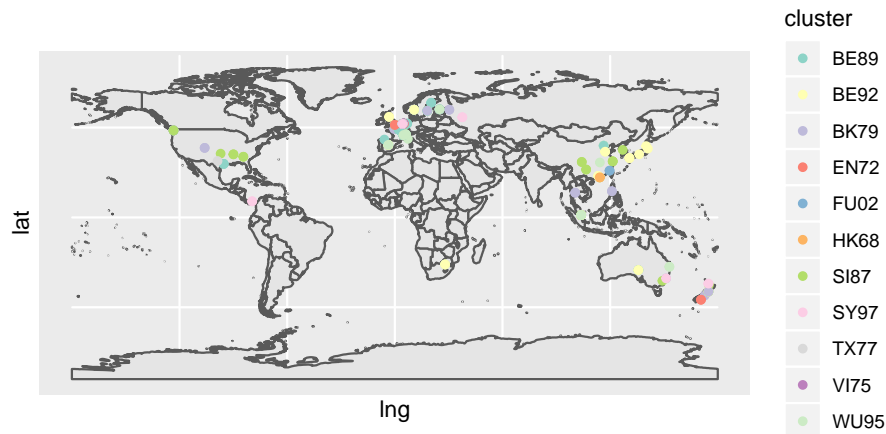 cluster
BE89
BE92
BK79
EN72
FU02
HK68
SI87
SY97
TX77
VI75
WU95
lat
lng